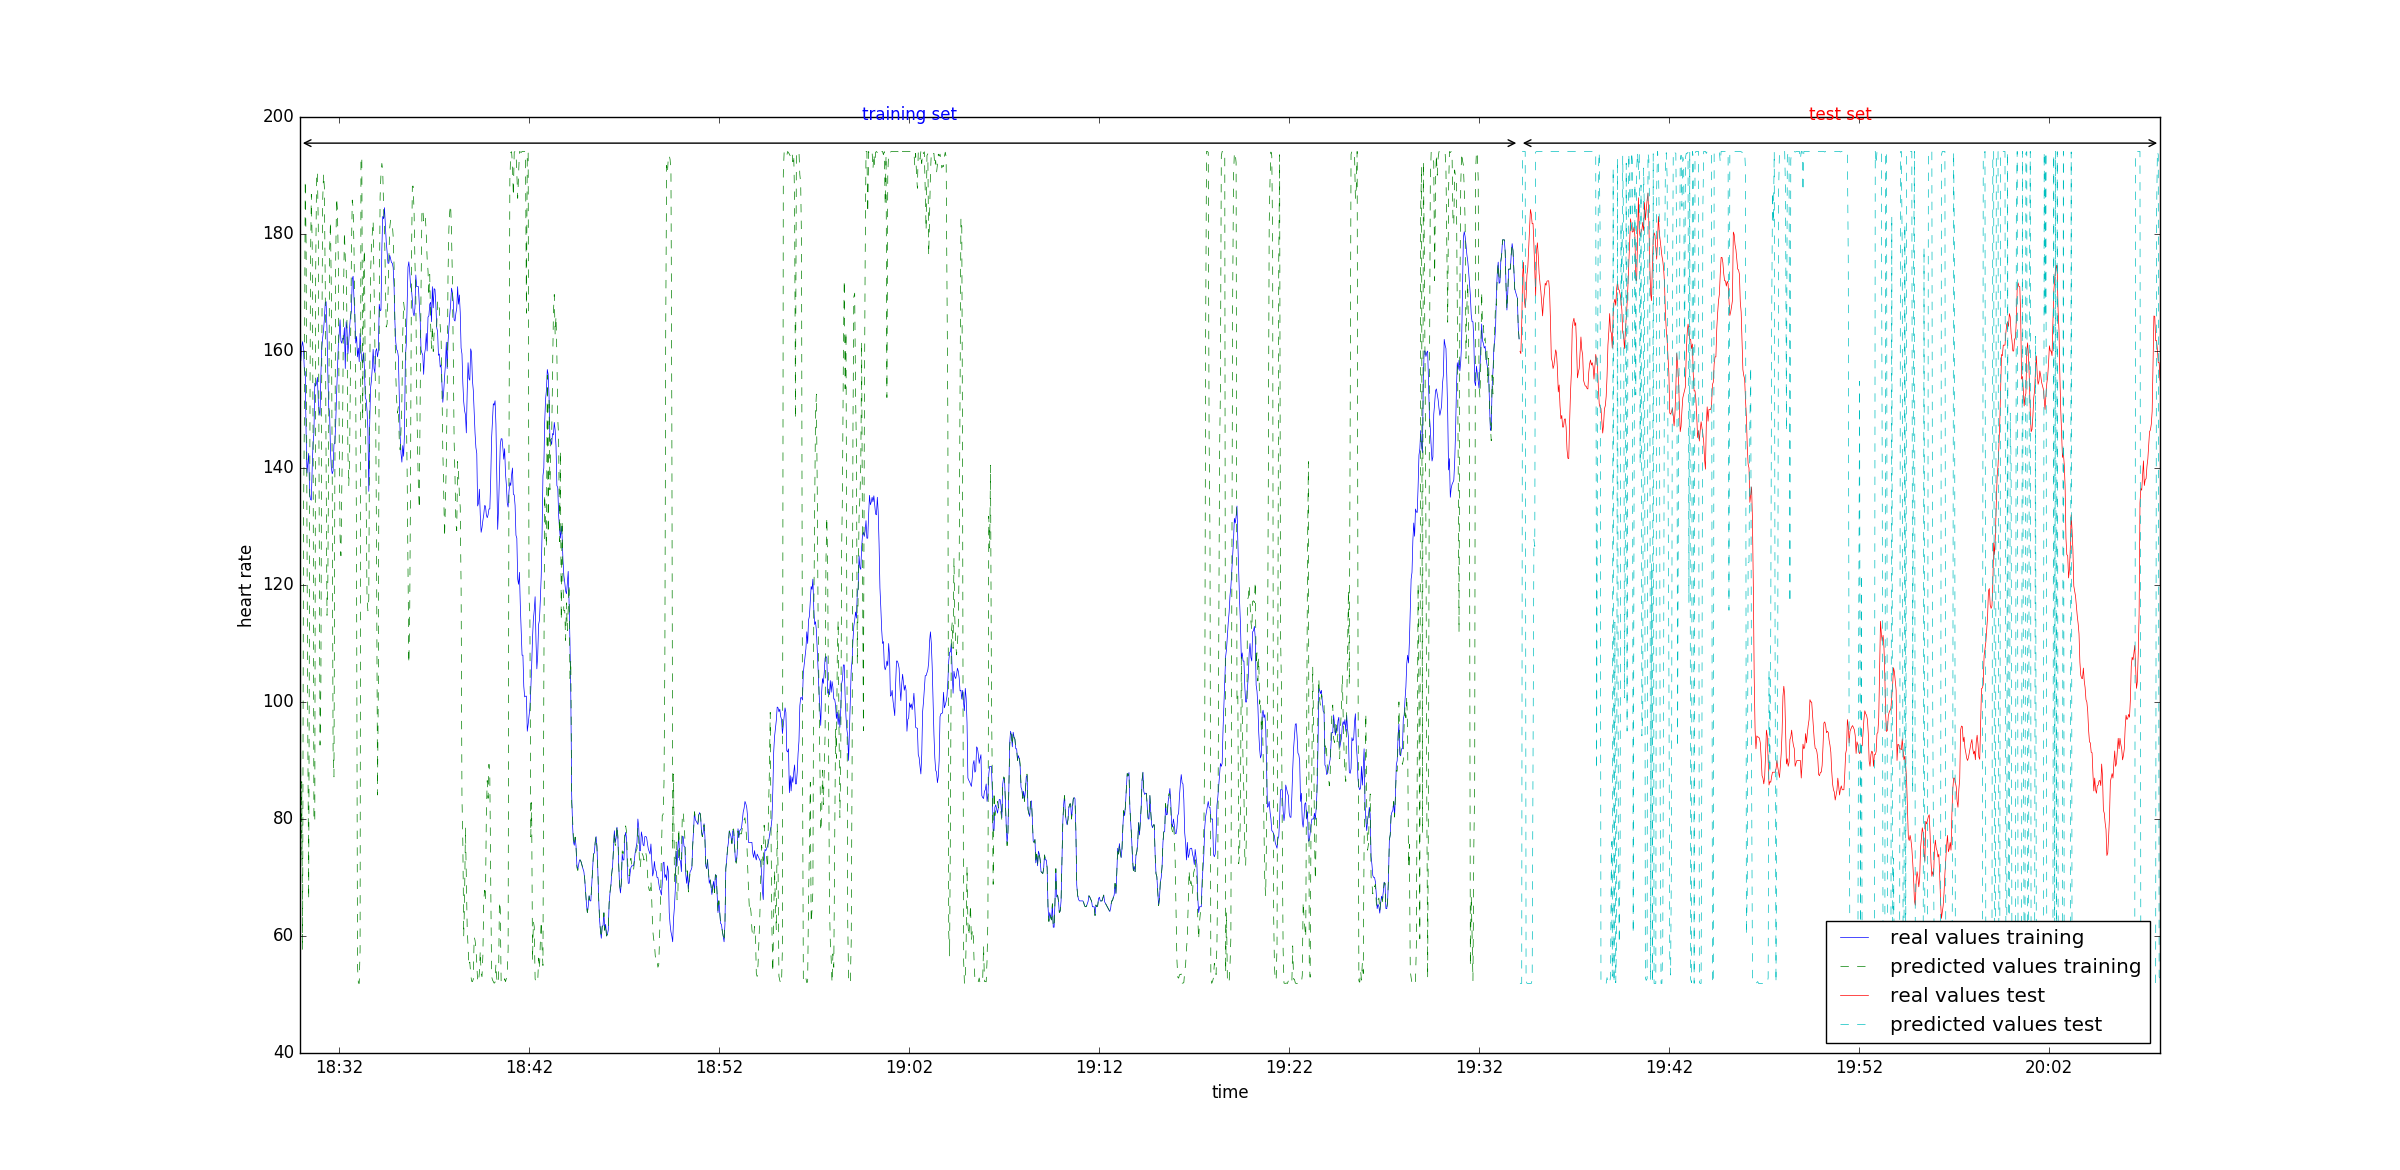 training set
test set
200
180
160
140
120
100
80
60
40
heart rate
18:32
18:42
18:52
19:02
19:12
19:22
19:32
19:42
19:52
20:02
time
real values training
predicted values training
real values test
predicted values test